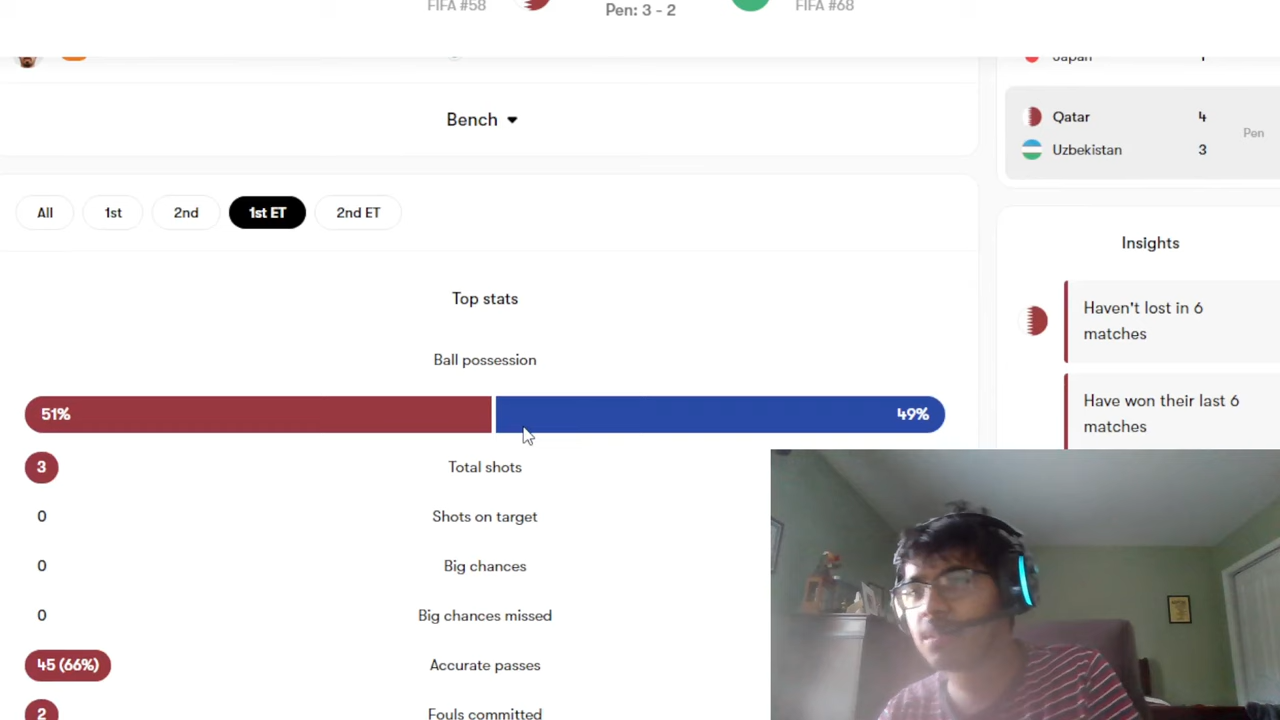 FIFA #58
Pen: 3 - 2
FIFA #68
Japan
Bench
Qatar 4
Pen
Uzbekistan 3
All 1st 2nd 1st ET 2nd ET
Insights
Top stats
Haven't lost in 6
matches
Ball possession
51% 49%
Have won their last 6
matches
3 Total shots
0 Shots on target
0 Big chances
0 Big chances missed
45 (66%) Accurate passes
2 Fouls committed